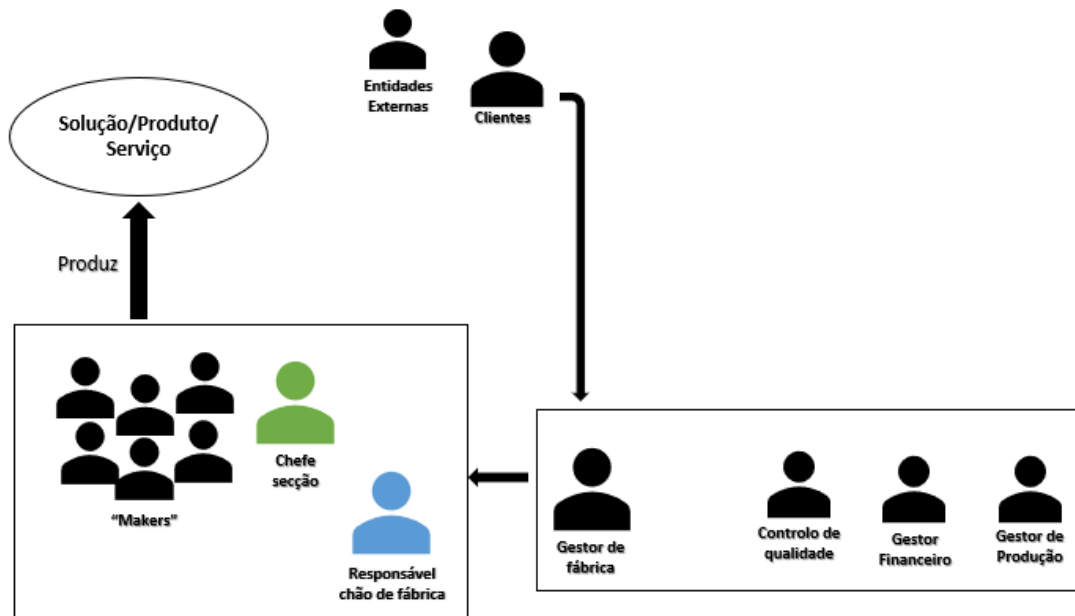 Entidades
Externas
Clientes
Solução/Produto/
Serviço
Produz
"Makers"
Chefe
secção
Responsável
chão de fábrica
Gestor de
fábrica
Controlo de
qualidade
Gestor
Financeiro
Gestor de
Produção